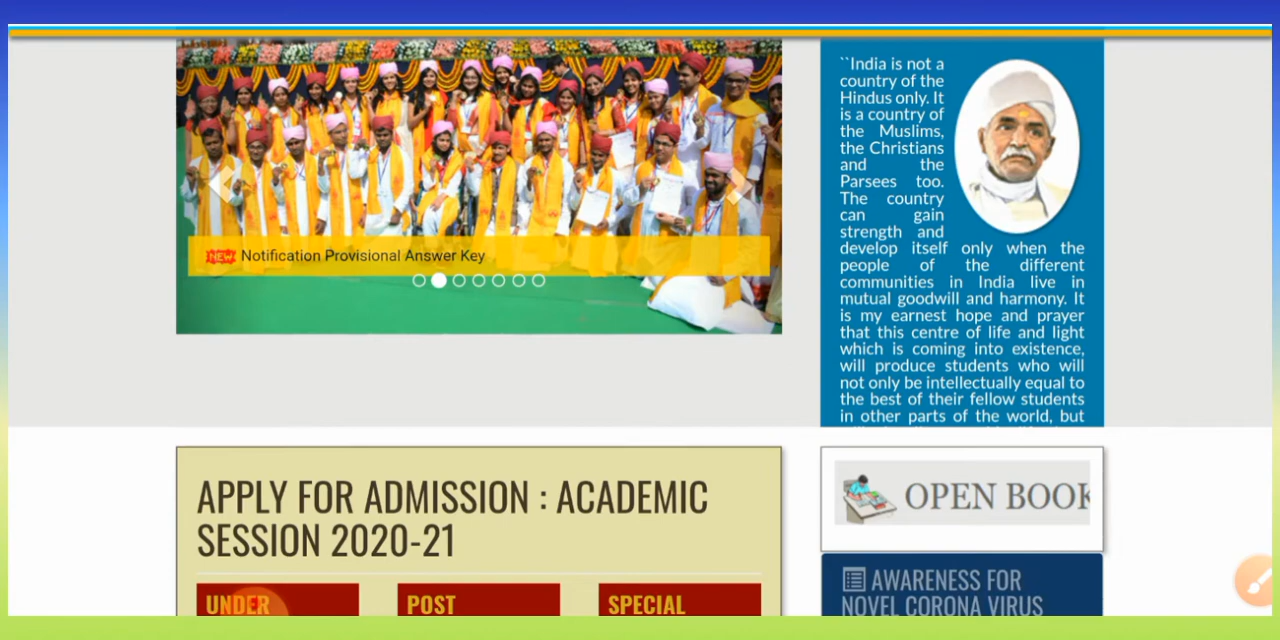 NEW Notification Provisional Answer Key
``India is not a
country of the
Hindus only. It
is a country of
the Muslims,
the Christians
and the
Parsees too.
The country
can gain
strength and
develop itself only when the
people of the different
communities in India live in
mutual goodwill and harmony. It
is my earnest hope and prayer
that this centre of life and light
which is coming into existence,
will produce students who will
not only be intellectually equal to
the best of their fellow students
in other parts of the world, but
APPLY FOR ADMISSION : ACADEMIC
SESSION 2020-21
UNDER
POST
SPECIAL
OPEN BOOK
AWARENESS FOR
NOVEL CORONA VIRUS